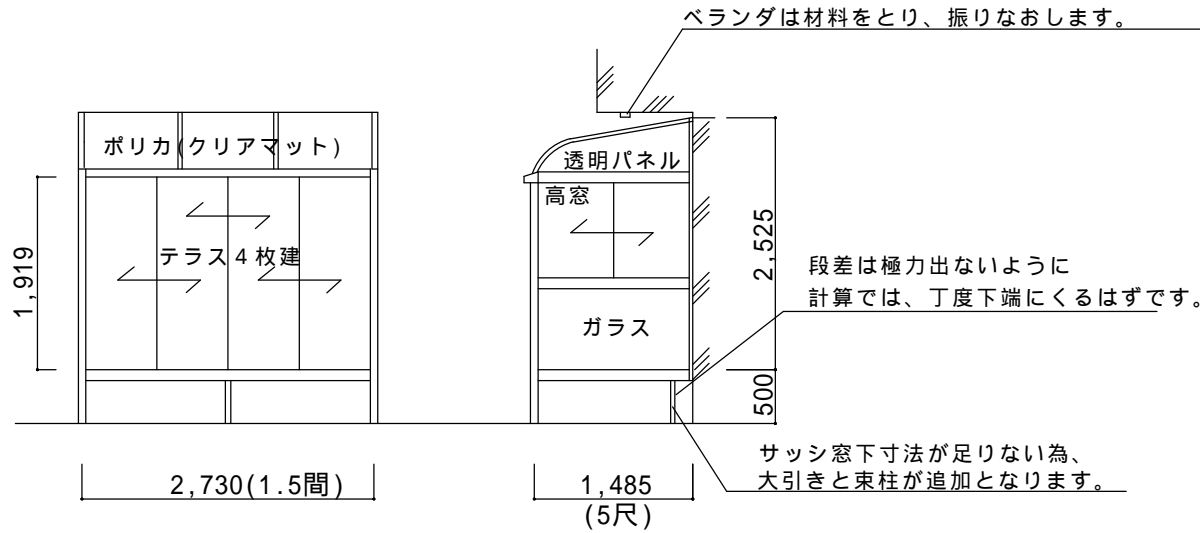 ベランダは材料をとり、振りなおします。
ポリカ(クリアマット)
透明パネル
高窓
テラス4枚建
1,919
2,525
段差は極力出ないように
計算では、丁度下端にくるはずです。
ガラス
500
サッシ窓下寸法が足りない為、
大引きと束柱が追加となります。
2,730(1.5間)
1,485
(5尺)